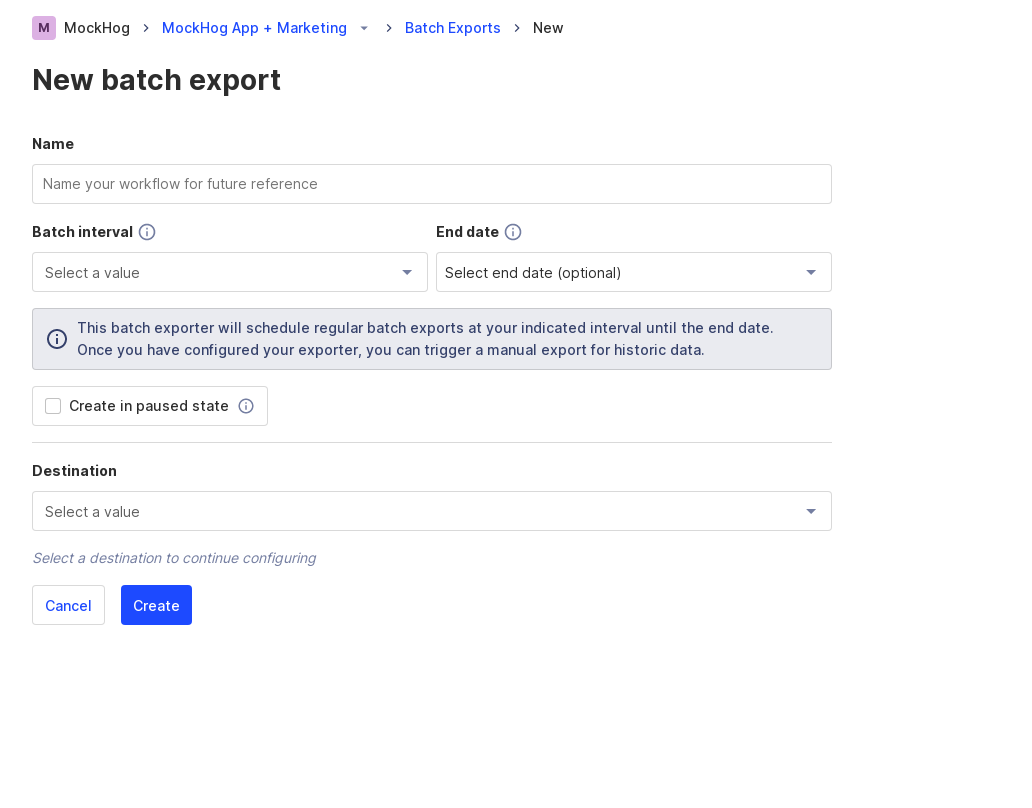 M MockHog > MockHog App + Marketing > Batch Exports > New
New batch export
Name
Name your workflow for future reference
Batch interval End date
Select a value Select end date (optional)
This batch exporter will schedule regular batch exports at your indicated interval until the end date.
Once you have configured your exporter, you can trigger a manual export for historic data.
Create in paused state
Destination
Select a value
Select a destination to continue configuring
Cancel Create